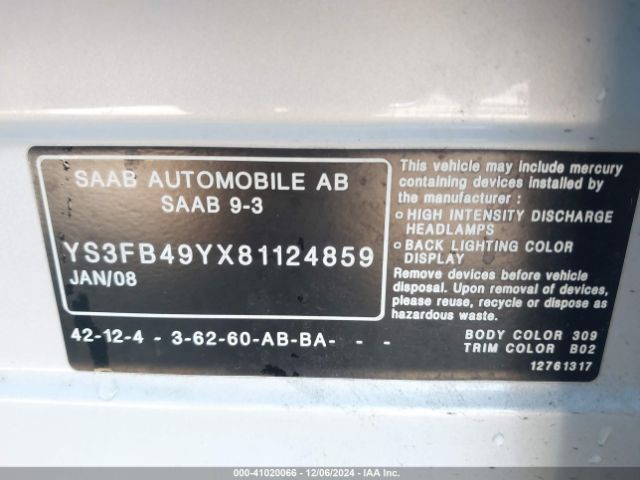 SAAB AUTOMOBILE AB
SAAB 9-3
YS3FB49YX81124859
JAN/08
42-12-4 - 3-62-60-AB-BA- - -
This vehicle may include mercury
containing devices installed by
the manufacturer :
o HIGH INTENSITY DISCHARGE
HEADLAMPS
o BACK LIGHTING COLOR
DISPLAY
Remove devices before vehicle
disposal. Upon removal of devices,
please reuse, recycle or dispose as
hazardous waste.
BODY COLOR 309
TRIM COLOR B02
12761317
000-41020066 - 12/06/2024 - IAA Inc.